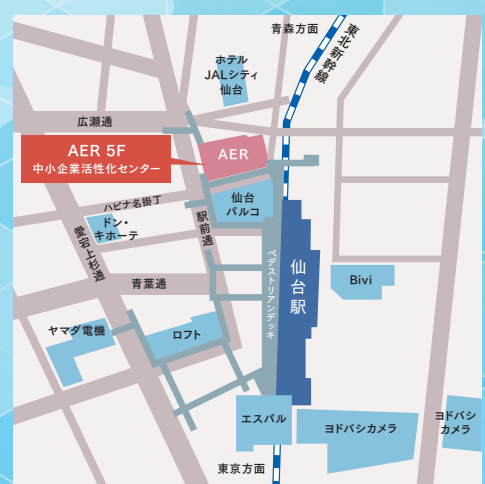 青森方面
東北新幹線
ホテル
JALシティ
仙台
広瀬通
AER 5F
中小企業活性化センター
AER
ハピナ名掛丁
仙台
パルコ
ドン・
キホーテ
駅前通
愛宕上杉通
ペデストリアンデッキ
仙台駅
Bivi
青葉通
ヤマダ電機
ロフト
エスパル
ヨドバシカメラ
ヨドバシ
カメラ
東京方面